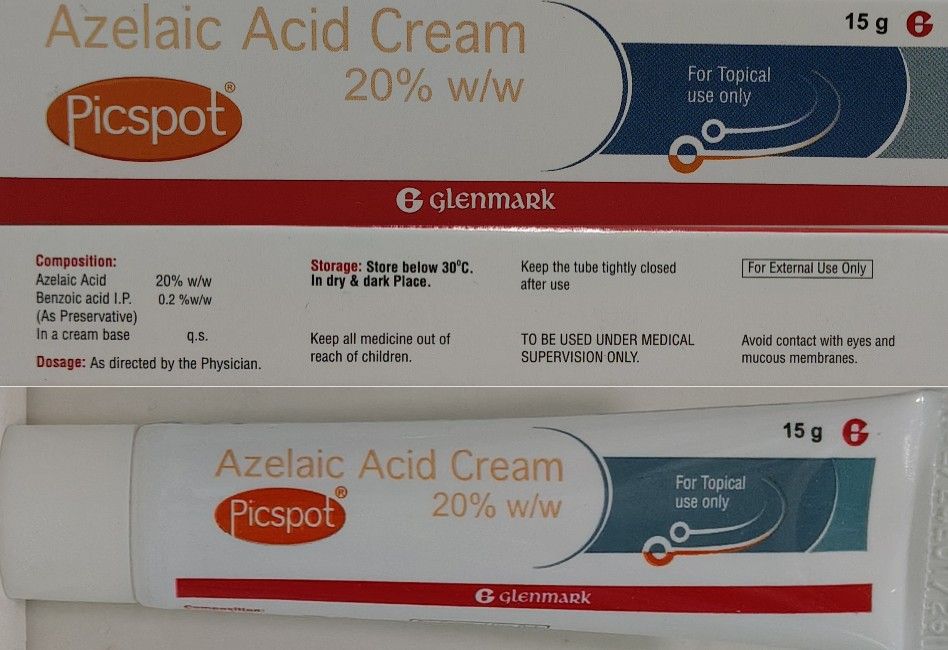 Azelaic Acid Cream
20% w/w
15 g
Picspot®
For Topical
use only
GLENMARK
Composition:
Azelaic Acid 20% w/w
Benzoic acid I.P. 0.2 %w/w
(As Preservative)
In a cream base q.s.
Dosage: As directed by the Physician.
Storage: Store below 30°C.
In dry & dark Place.
Keep all medicine out of
reach of children.
Keep the tube tightly closed
after use
TO BE USED UNDER MEDICAL
SUPERVISION ONLY.
For External Use Only
Avoid contact with eyes and
mucous membranes.
Azelaic Acid Cream
20% w/w
15 g
Picspot®
For Topical
use only
GLENMARK
Composition: